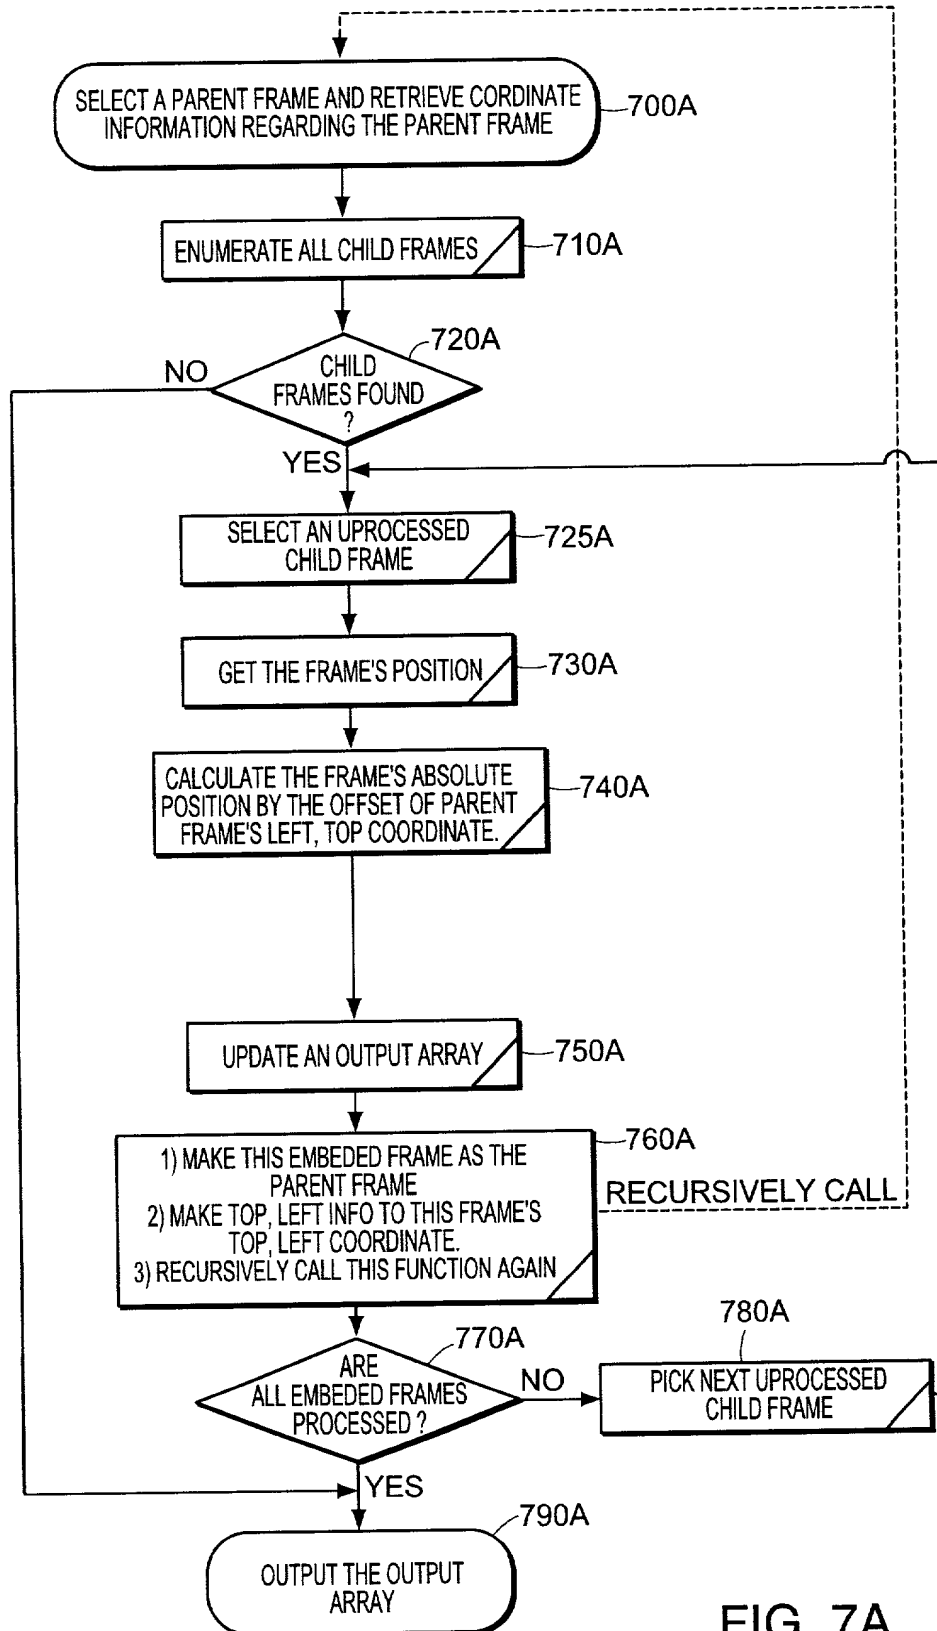 SELECT A PARENT FRAME AND RETRIEVE CORDINATE
INFORMATION REGARDING THE PARENT FRAME
700A
ENUMERATE ALL CHILD FRAMES
710A
720A
CHILD
FRAMES FOUND
?
NO
YES
SELECT AN UPROCESSED
CHILD FRAME
725A
GET THE FRAME'S POSITION
730A
CALCULATE THE FRAME'S ABSOLUTE
POSITION BY THE OFFSET OF PARENT
FRAME'S LEFT, TOP COORDINATE.
740A
UPDATE AN OUTPUT ARRAY
750A
760A
1) MAKE THIS EMBEDED FRAME AS THE
PARENT FRAME
2) MAKE TOP, LEFT INFO TO THIS FRAME'S
TOP, LEFT COORDINATE.
3) RECURSIVELY CALL THIS FUNCTION AGAIN
RECURSIVELY CALL
770A
ARE
ALL EMBEDED FRAMES
PROCESSED ?
NO
780A
PICK NEXT UPROCESSED
CHILD FRAME
YES
790A
OUTPUT THE OUTPUT
ARRAY
FIG. 7A